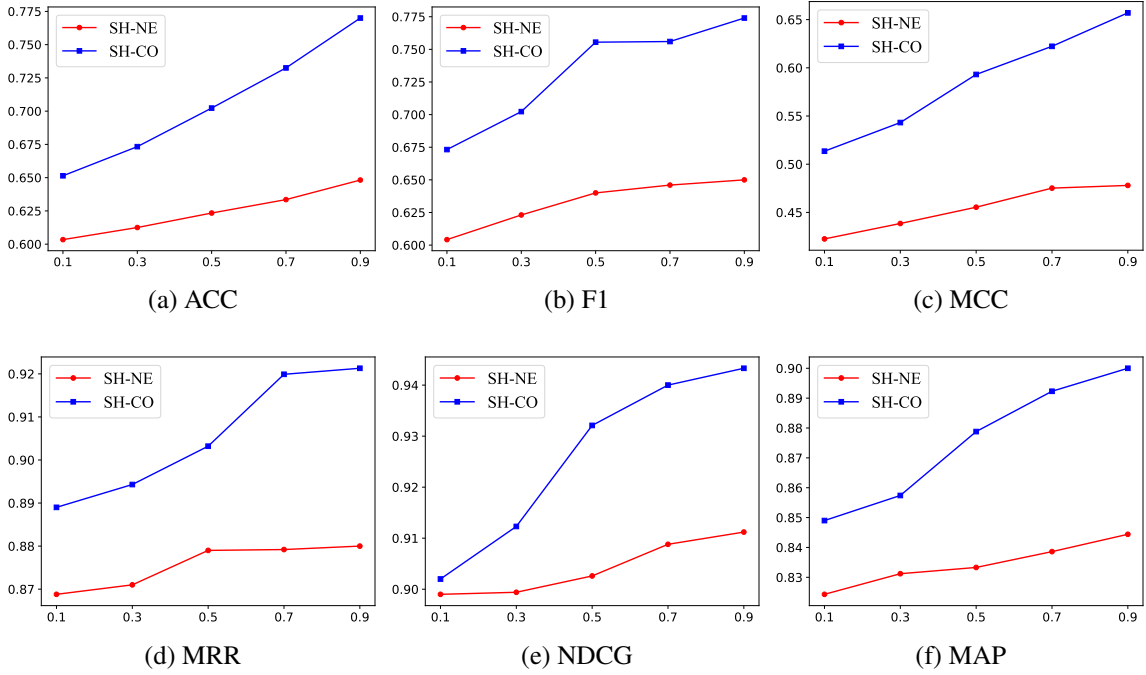 0.775
0.750
0.725
0.700
0.675
0.650
0.625
0.600
SH-NE
SH-CO
0.1 0.3 0.5 0.7 0.9
(a) ACC
0.775
0.750
0.725
0.700
0.675
0.650
0.625
0.600
SH-NE
SH-CO
0.1 0.3 0.5 0.7 0.9
(b) F1
0.65
0.60
0.55
0.50
0.45
SH-NE
SH-CO
0.1 0.3 0.5 0.7 0.9
(c) MCC
0.92
0.91
0.90
0.89
0.88
0.87
SH-NE
SH-CO
0.1 0.3 0.5 0.7 0.9
(d) MRR
0.94
0.93
0.92
0.91
0.90
SH-NE
SH-CO
0.1 0.3 0.5 0.7 0.9
(e) NDCG
0.90
0.89
0.88
0.87
0.86
0.85
0.84
0.83
SH-NE
SH-CO
0.1 0.3 0.5 0.7 0.9
(f) MAP